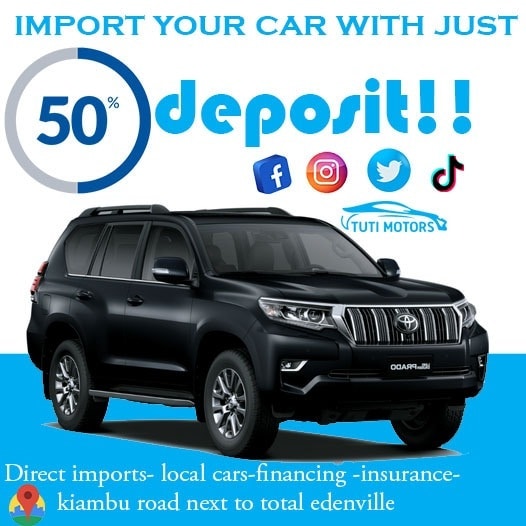 IMPORT YOUR CAR WITH JUST
50%
deposit!!
TUTI MOTORS
PRADO
Direct imports- local cars-financing -insurance-
kiambu road next to total edenville